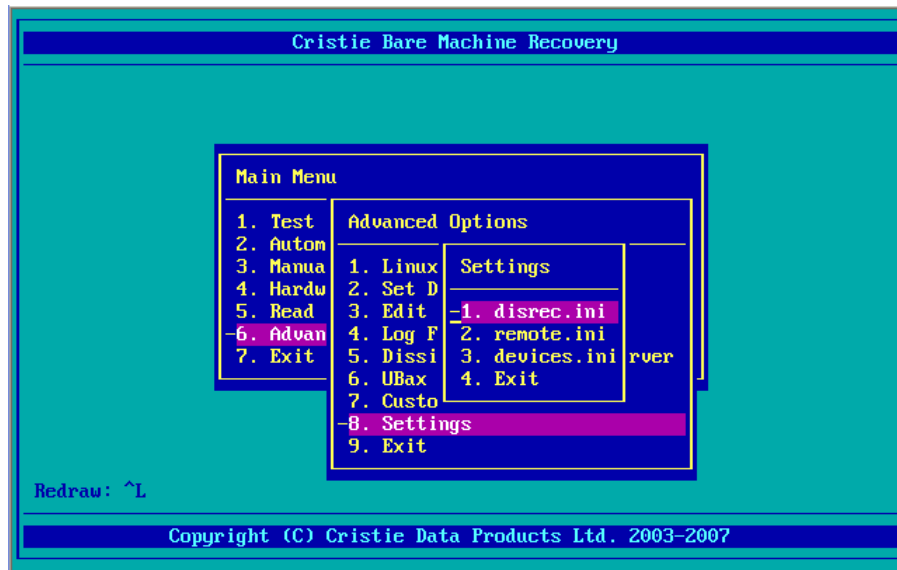 Cristie Bare Machine Recovery
Main Menu
1. Test
2. Autom
3. Manua
4. Hardw
5. Read
6. Advan
7. Exit
Advanced Options
1. Linux
2. Set D
3. Edit
4. Log F
5. Dissi rver
6. UBax
7. Custo
8. Settings
9. Exit
Settings
1. disrec.ini
2. remote.ini
3. devices.ini
4. Exit
Redraw: ^L
Copyright (C) Cristie Data Products Ltd. 2003-2007